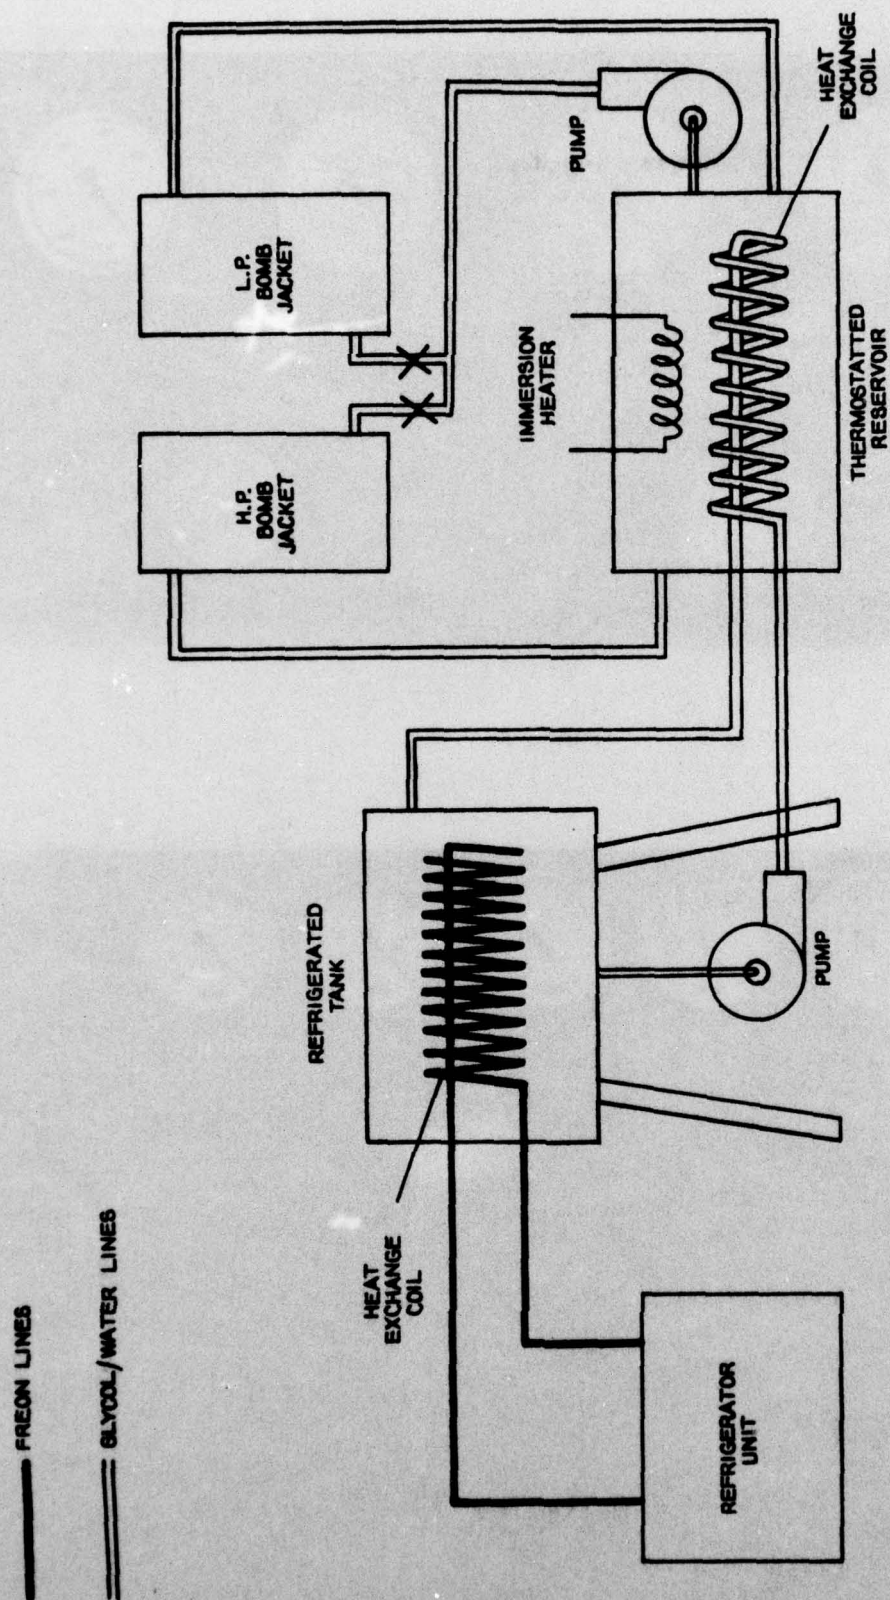 FREON LINES
GLYCOL/WATER LINES
REFRIGERATED
TANK
HEAT
EXCHANGE
COIL
REFRIGERATOR
UNIT
PUMP
H.P.
BOMB
JACKET
L.P.
BOMB
JACKET
PUMP
IMMERSION
HEATER
HEAT
EXCHANGE
COIL
THERMOSTATTED
RESERVOIR